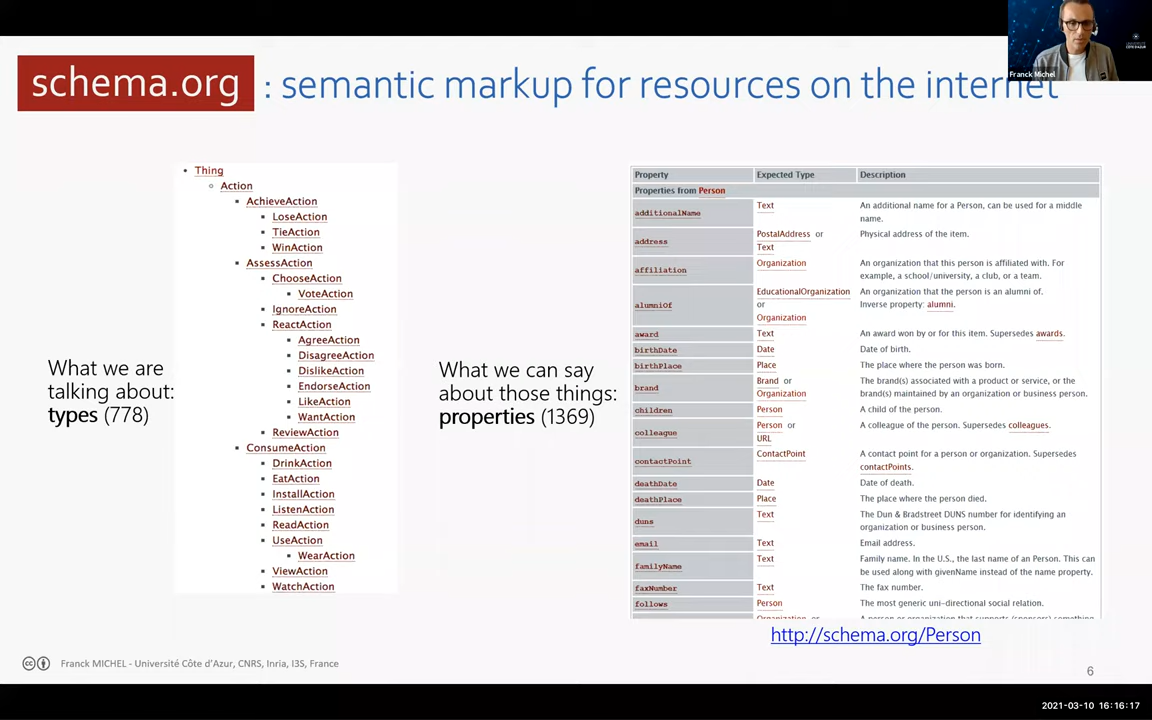 Franck Michel
schema.org : semantic markup for resources on the internet
Thing
Action
AchieveAction
LoseAction
TieAction
WinAction
AssessAction
ChooseAction
VoteAction
IgnoreAction
ReactAction
AgreeAction
DisagreeAction
DislikeAction
EndorseAction
LikeAction
WantAction
ReviewAction
ConsumeAction
DrinkAction
EatAction
InstallAction
ListenAction
ReadAction
UseAction
WearAction
ViewAction
WatchAction
What we are
talking about:
types (778)
What we can say
about those things:
properties (1369)
Property Expected Type Description
Properties from Person
additionalName Text An additional name for a Person, can be used for a middle
name.
address PostalAddress or Physical address of the item.
Text
affiliation Organization An organization that this person is affiliated with. For
example, a school/university, a club, or a team.
alumniOf EducationalOrganization An organization that the person is an alumni of.
or Inverse property: alumni.
Organization
award Text An award won by or for this item. Supersedes awards.
birthDate Date Date of birth.
birthPlace Place The place where the person was born.
brand Brand or The brand(s) associated with a product or service, or the
Organization brand(s) maintained by an organization or business person.
children Person A child of the person.
colleague Person or A colleague of the person. Supersedes colleagues.
URL
contactPoint ContactPoint A contact point for a person or organization. Supersedes
contactPoints.
deathDate Date Date of death.
deathPlace Place The place where the person died.
duns Text The Dun & Bradstreet DUNS number for identifying an
organization or business person.
email Text Email address.
familyName Text Family name. In the U.S., the last name of an Person. This can
be used along with givenName instead of the name property.
faxNumber Text The fax number.
follows Person The most generic uni-directional social relation.
http://schema.org/Person
Franck MICHEL - Université Côte d'Azur, CNRS, Inria, I3S, France
6
2021-03-10 16:16:17